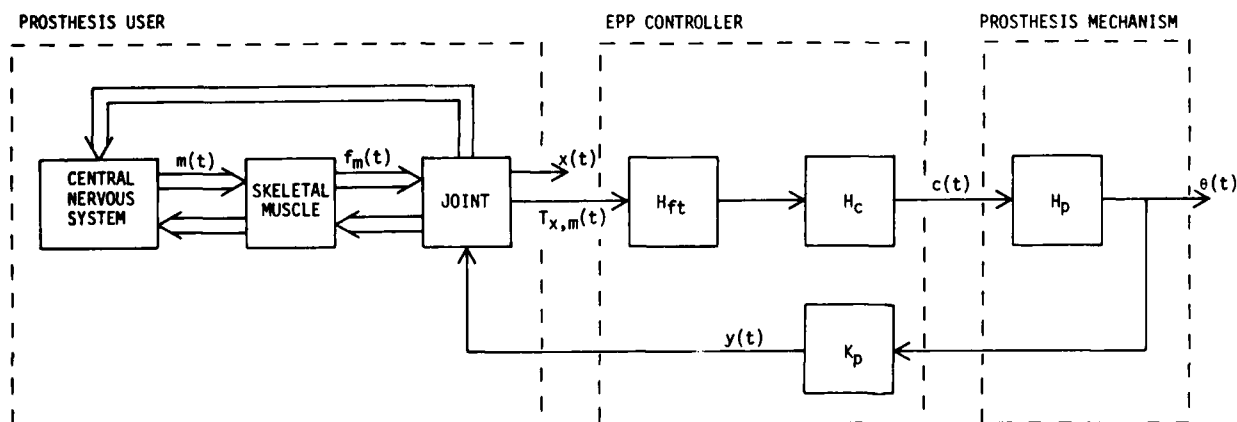 PROSTHESIS USER
EPP CONTROLLER
PROSTHESIS MECHANISM
CENTRAL
NERVOUS
SYSTEM
m(t)
SKELETAL
MUSCLE
f_m(t)
JOINT
x(t)
T_x,m(t)
H_ft
H_c
c(t)
H_p
θ(t)
y(t)
K_p